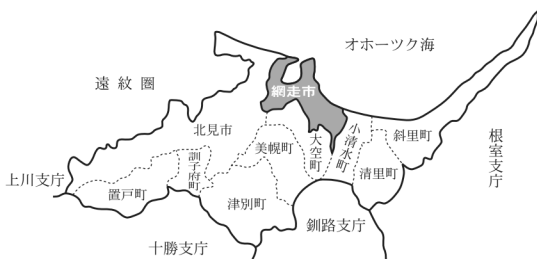 オホーツク海
遠紋圏
網走市
北見市
美幌町
大空町
小清水町
斜里町
根室支庁
訓子府町
清里町
上川支庁
置戸町
津別町
釧路支庁
十勝支庁